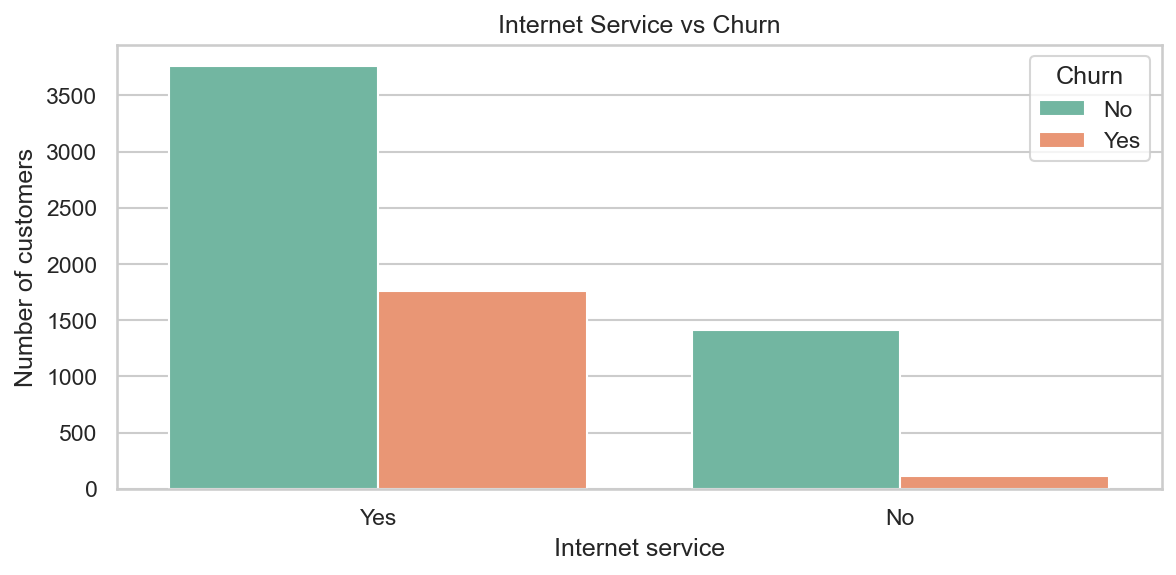 Internet Service vs Churn
Churn
No
Yes
3500
3000
2500
2000
1500
1000
500
0
Number of customers
Yes
No
Internet service